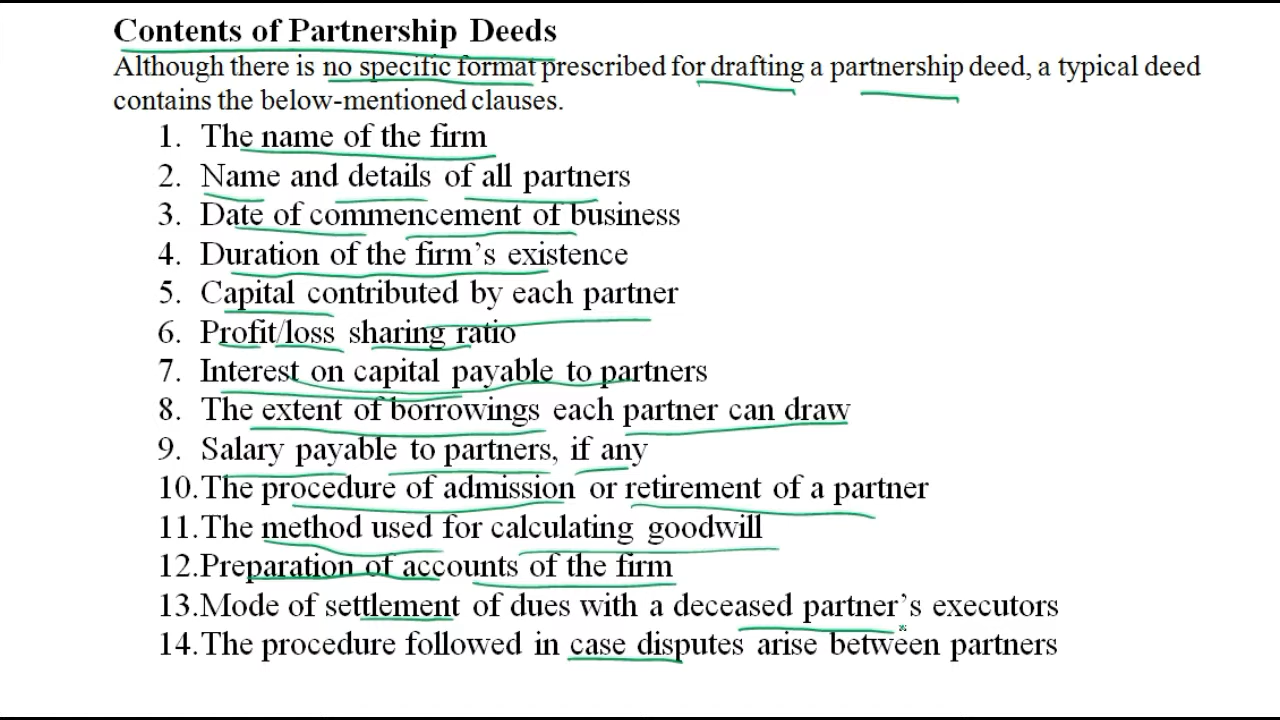 Contents of Partnership Deeds
Although there is no specific format prescribed for drafting a partnership deed, a typical deed
contains the below-mentioned clauses.
1. The name of the firm
2. Name and details of all partners
3. Date of commencement of business
4. Duration of the firm’s existence
5. Capital contributed by each partner
6. Profit/loss sharing ratio
7. Interest on capital payable to partners
8. The extent of borrowings each partner can draw
9. Salary payable to partners, if any
10.The procedure of admission or retirement of a partner
11.The method used for calculating goodwill
12.Preparation of accounts of the firm
13.Mode of settlement of dues with a deceased partner’s executors
14.The procedure followed in case disputes arise between partners